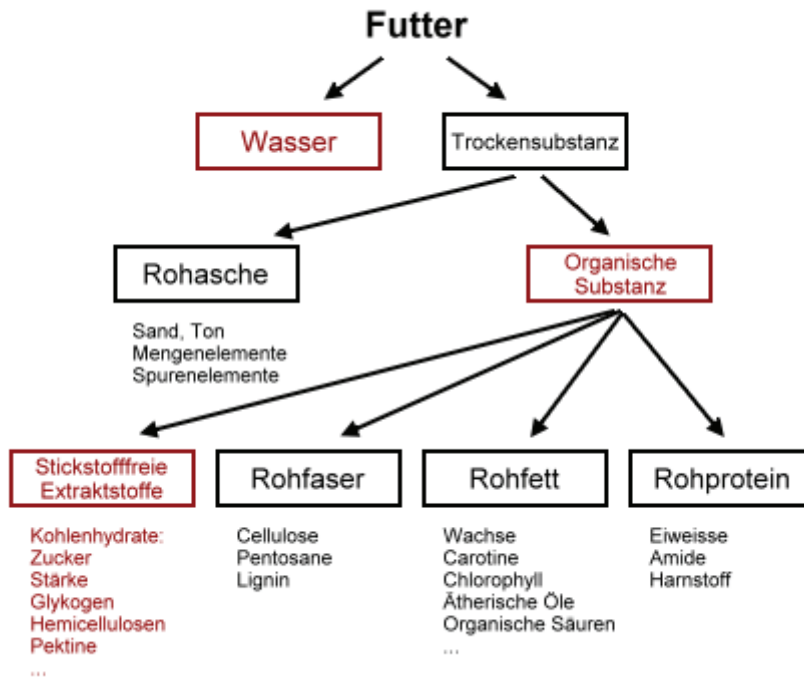 Futter
Wasser
Trockensubstanz
Rohasche
Organische
Substanz
Sand, Ton
Mengenelemente
Spurenelemente
Stickstofffreie
Extraktstoffe
Rohfaser
Rohfett
Rohprotein
Kohlenhydrate:
Zucker
Stärke
Glykogen
Hemicellulosen
Pektine
...
Cellulose
Pentosane
Lignin
Wachse
Carotine
Chlorophyll
Ätherische Öle
Organische Säuren
...
Eiweisse
Amide
Harnstoff